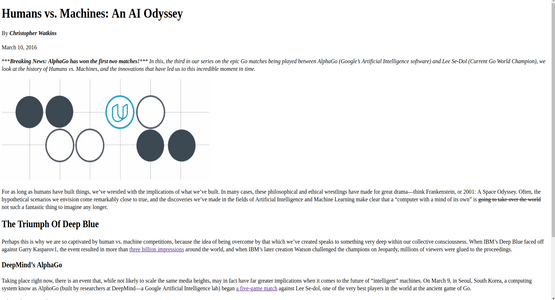 Humans vs. Machines: An AI Odyssey
By Christopher Watkins
March 10, 2016
***Breaking News: AlphaGo has won the first two matches!*** In this, the third in our series on the epic Go matches being played between AlphaGo (Google's Artificial Intelligence software) and Lee Se-Dol (Current Go World Champion), we
look at the history of Humans vs. Machines, and the innovations that have led us to this incredible moment in time.
For as long as humans have built things, we've wrestled with the implications of what we've built. In many cases, these philosophical and ethical wrestlings have made for great drama—think Frankenstein, or 2001: A Space Odyssey. Often, the
hypothetical scenarios we envision come remarkably close to true, and the discoveries we've made in the fields of Artificial Intelligence and Machine Learning make clear that a "computer with a mind of its own" is going to take over the world
not such a fantastic thing to imagine any longer.
The Triumph Of Deep Blue
Perhaps this is why we are so captivated by human vs. machine competitions, because the idea of being overcome by that which we've created speaks to something very deep within our collective consciousness. When IBM's Deep Blue faced off
against Garry Kasparov1, the event resulted in more than three billion impressions around the world, and when IBM's later creation Watson challenged the champions on Jeopardy, millions of viewers were glued to the proceedings.
DeepMind's AlphaGo
Taking place right now, there is an event that, while not likely to scale the same media heights, may in fact have far greater implications when it comes to the future of "intelligent" machines. On March 9, in Seoul, South Korea, a computing
system know as AlphaGo (built by researchers at DeepMind—a Google Artificial Intelligence lab) began a five-game match against Lee Se-dol, one of the very best players in the world at the ancient game of Go.